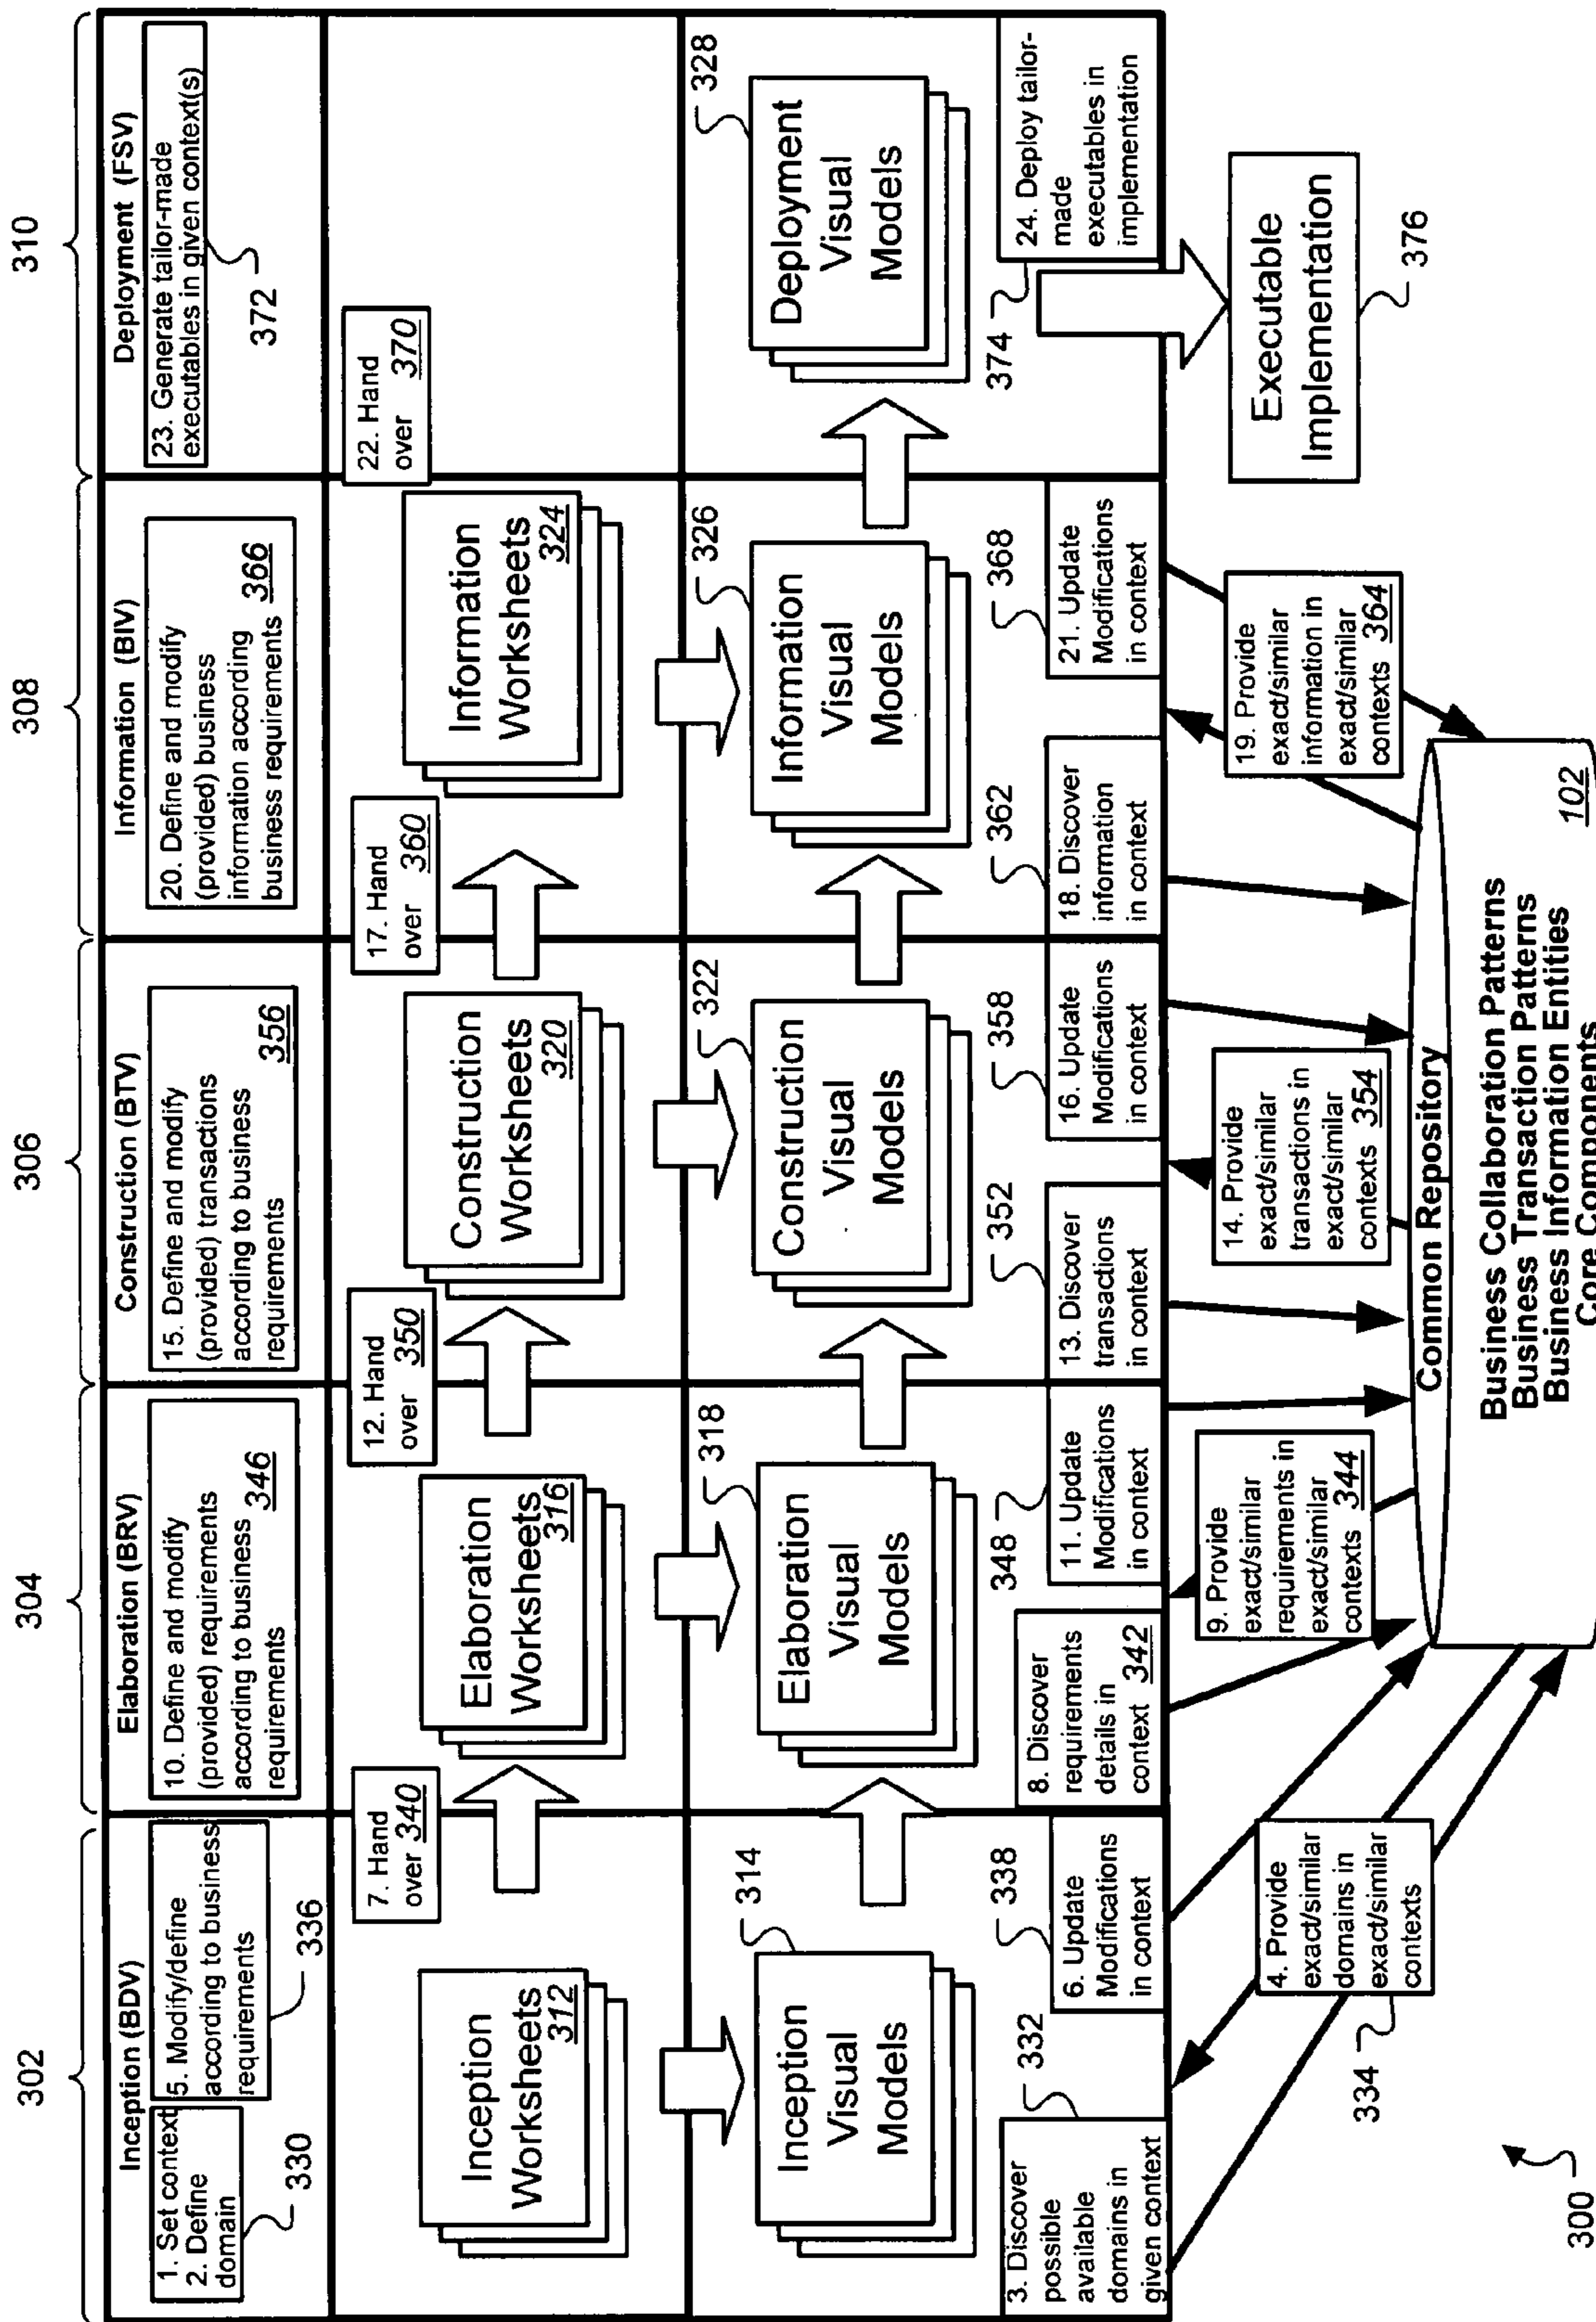 302
304
306
308
310
Inception (BDV)
1. Set context
2. Define
domain
330
5. Modify/define
according to business
requirements
336
Elaboration (BRV)
10. Define and modify
(provided) requirements
according to business 346
requirements
Construction (BTV)
15. Define and modify
(provided) transactions
according to business
requirements 356
Information (BIV)
20. Define and modify
(provided) business
information according
business requirements 366
Deployment (FSV)
23. Generate tailor-made
executables in given context(s)
372
7. Hand
over 340
12. Hand
over 350
17. Hand
over 360
22. Hand
over 370
Inception
Worksheets
312
Elaboration
Worksheets
316
Construction
Worksheets
320
Information
Worksheets
324
314
Inception
Visual
Models
318
Elaboration
Visual
Models
322
Construction
Visual
Models
326
Information
Visual
Models
328
Deployment
Visual
Models
3. Discover
possible
available
domains in
given context
332
6. Update
Modifications
in context
338
8. Discover
requirements
details in
context 342
11. Update
Modifications
in context
348
13. Discover
transactions
in context
352
16. Update
Modifications
in context
358
18. Discover
information
in context
362
21. Update
Modifications
in context
368
24. Deploy tailor-
made
executables in
implementation
374
4. Provide
exact/similar
domains in
exact/similar
contexts
334
9. Provide
exact/similar
requirements in
exact/similar
contexts 344
14. Provide
exact/similar
transactions in
exact/similar
contexts 354
19. Provide
exact/similar
information in
exact/similar
contexts 364
Executable
Implementation
376
Common Repository
Business Collaboration Patterns
Business Transaction Patterns
Business Information Entities
Core Components
102
300